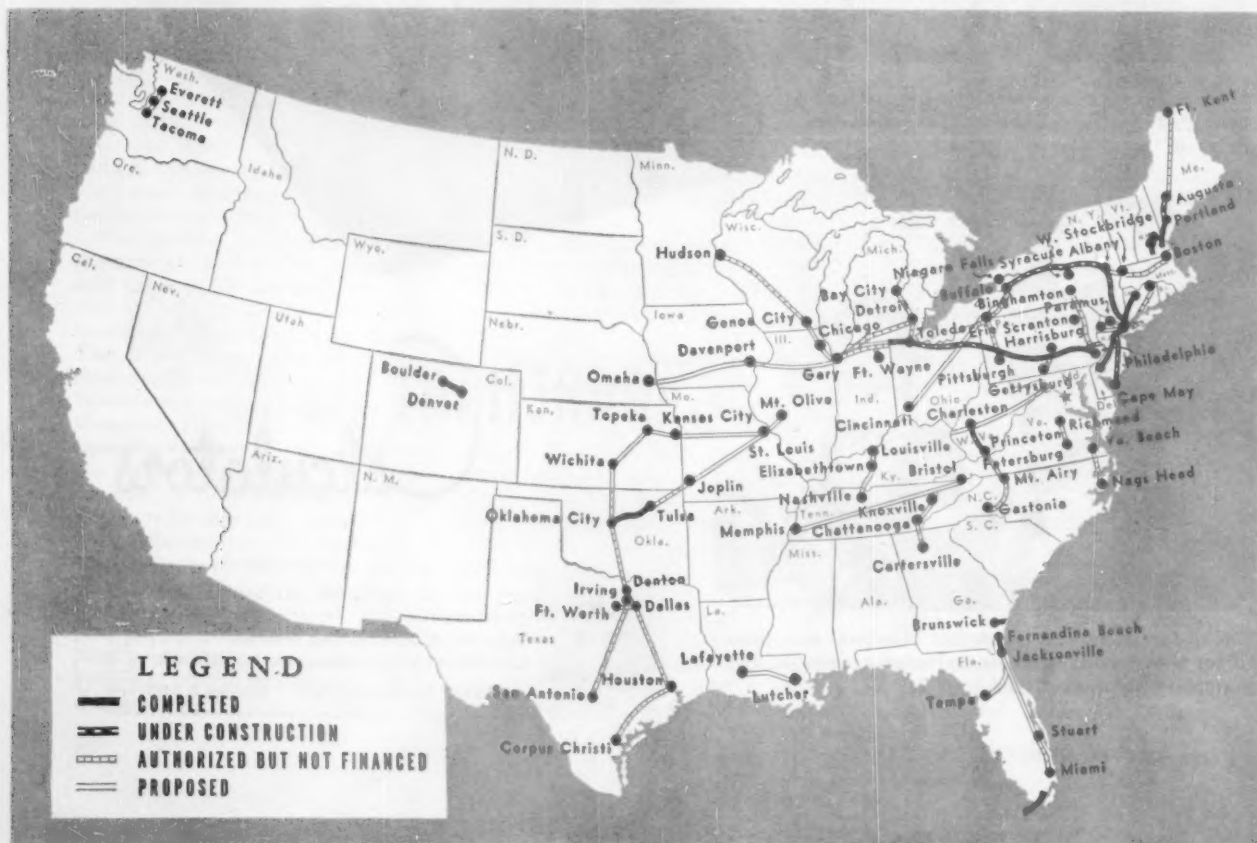 Wash.
Everett
Seattle
Tacoma
Ore.
Idaho
N. D.
Minn.
Ft. Kent
Me.
Augusta
Portland
N. Y.
Vt.
W. Stockbridge
Boston
Mass.
Cal.
Nev.
Wyo.
S. D.
Wisc.
Hudson
Mich.
Niagara Falls
Syracuse
Albany
Buffalo
Bay City
Detroit
Binghamton
Paramus
Utah
Nebr.
Iowa
Genoa City
Ill.
Chicago
Toledo
Erie
Scranton
Harrisburg
Davenport
Omaha
Gary
Ft. Wayne
Pittsburgh
Philadelphia
Gettysburg
Md.
De
Cape May
Boulder
Denver
Col.
Kan.
Mo.
Topeka
Kansas City
Mt. Olive
Ind.
Ohio
Cincinnati
Charleston
Va.
Richmond
Va. Beach
W. Va.
Princeton
Petersburg
St. Louis
Louisville
Elizabethtown
Bristol
Mt. Airy
Nags Head
Wichita
Ariz.
N. M.
Joplin
Ky.
Nashville
N.C.
Gastonia
Oklahoma City
Tulsa
Ark.
Tenn.
Knoxville
Memphis
Chattanooga
S. C.
Okla.
Miss.
Cartersville
Irving
Denton
Ft. Worth
Dallas
Texas
La.
Ala.
Ga.
Brunswick
Fernandina Beach
Jacksonville
Fla.
Lafayette
Lutcher
Houston
San Antonio
Tampa
Corpus Christi
Stuart
Miami
LEGEND
COMPLETED
UNDER CONSTRUCTION
AUTHORIZED BUT NOT FINANCED
PROPOSED